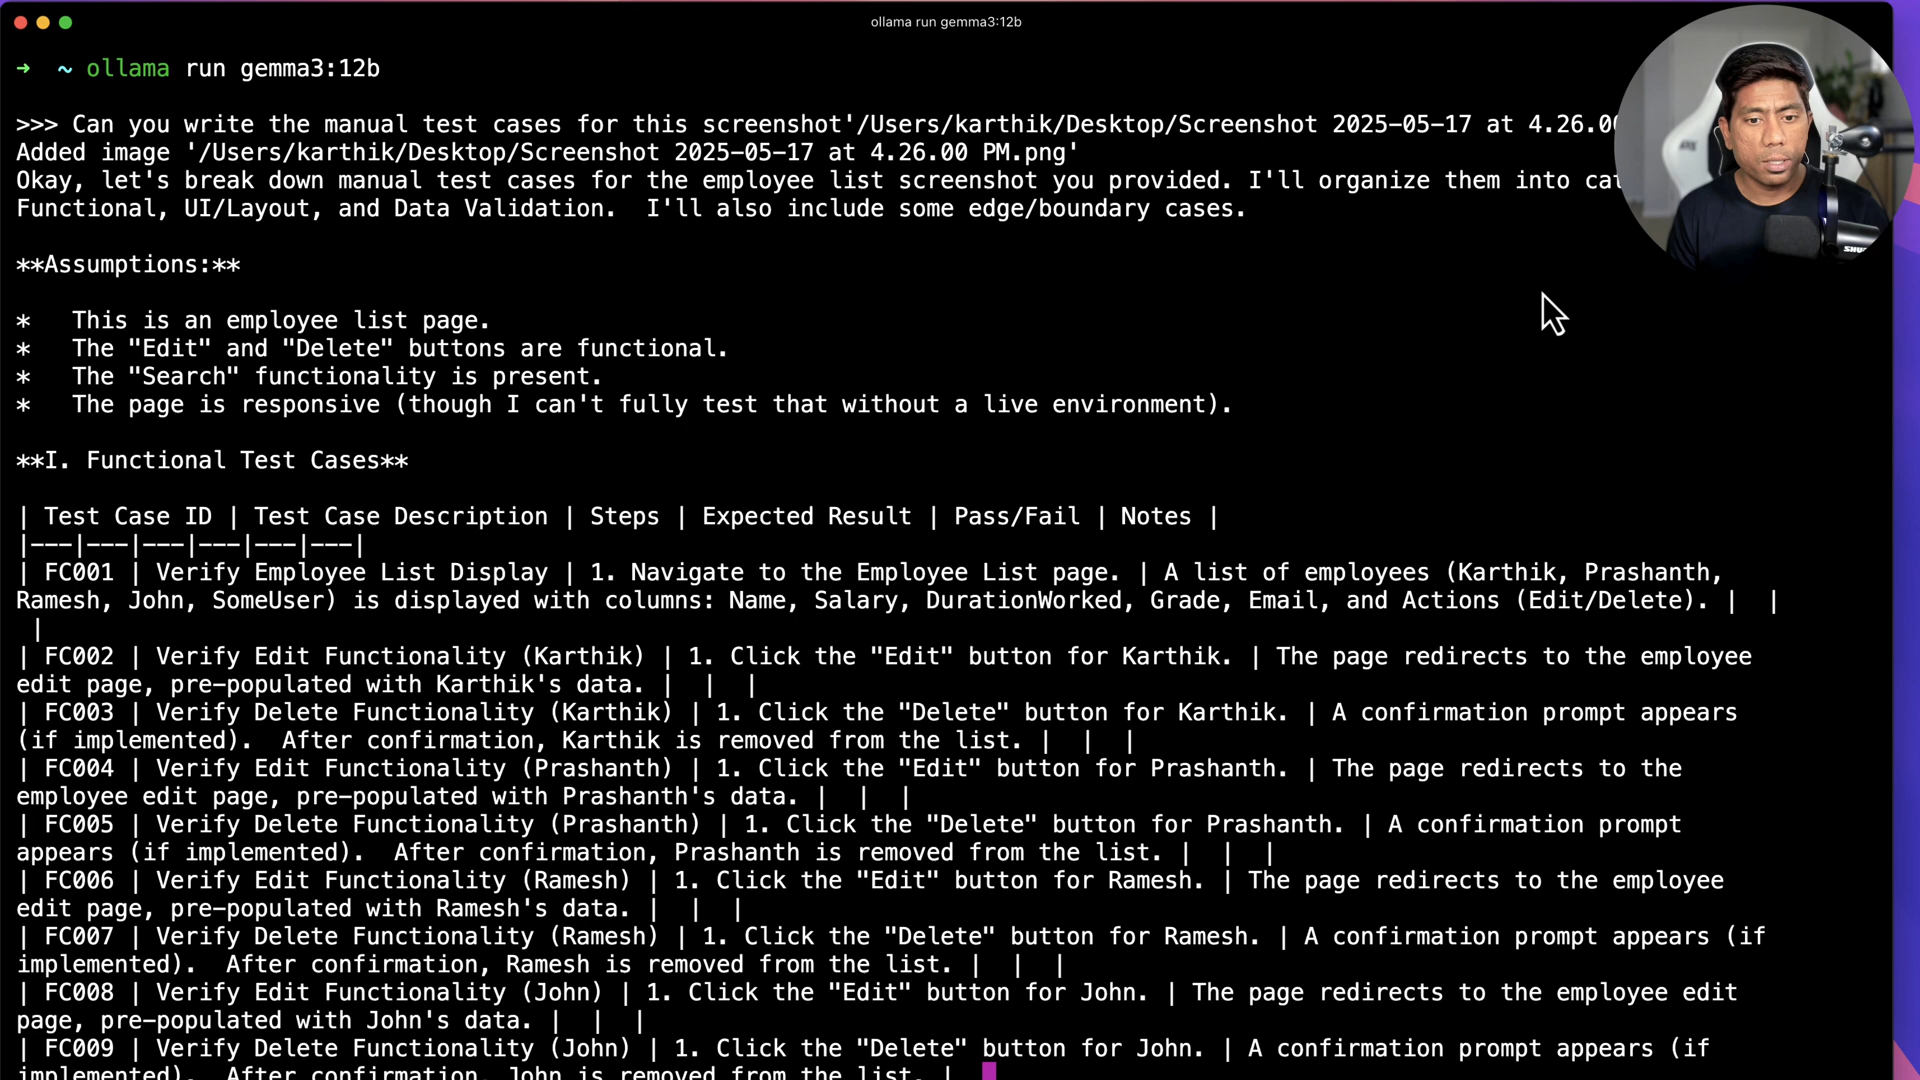 ollama run gemma3:12b
→ ~ ollama run gemma3:12b
>>> Can you write the manual test cases for this screenshot'/Users/karthik/Desktop/Screenshot 2025-05-17 at 4.26.00
Added image '/Users/karthik/Desktop/Screenshot 2025-05-17 at 4.26.00 PM.png'
Okay, let's break down manual test cases for the employee list screenshot you provided. I'll organize them into
Functional, UI/Layout, and Data Validation.  I'll also include some edge/boundary cases.
**Assumptions:**
*   This is an employee list page.
*   The "Edit" and "Delete" buttons are functional.
*   The "Search" functionality is present.
*   The page is responsive (though I can't fully test that without a live environment).
**I. Functional Test Cases**
| Test Case ID | Test Case Description | Steps | Expected Result | Pass/Fail | Notes |
|---|---|---|---|---|---|
| FC001 | Verify Employee List Display | 1. Navigate to the Employee List page. | A list of employees (Karthik, Prashanth,
Ramesh, John, SomeUser) is displayed with columns: Name, Salary, DurationWorked, Grade, Email, and Actions (Edit/Delete). |  |
|
| FC002 | Verify Edit Functionality (Karthik) | 1. Click the "Edit" button for Karthik. | The page redirects to the employee
edit page, pre-populated with Karthik's data. |  |  |
| FC003 | Verify Delete Functionality (Karthik) | 1. Click the "Delete" button for Karthik. | A confirmation prompt appears
(if implemented).  After confirmation, Karthik is removed from the list. |  |  |
| FC004 | Verify Edit Functionality (Prashanth) | 1. Click the "Edit" button for Prashanth. | The page redirects to the
employee edit page, pre-populated with Prashanth's data. |  |  |
| FC005 | Verify Delete Functionality (Prashanth) | 1. Click the "Delete" button for Prashanth. | A confirmation prompt
appears (if implemented).  After confirmation, Prashanth is removed from the list. |  |  |
| FC006 | Verify Edit Functionality (Ramesh) | 1. Click the "Edit" button for Ramesh. | The page redirects to the employee
edit page, pre-populated with Ramesh's data. |  |  |
| FC007 | Verify Delete Functionality (Ramesh) | 1. Click the "Delete" button for Ramesh. | A confirmation prompt appears (if
implemented).  After confirmation, Ramesh is removed from the list. |  |  |
| FC008 | Verify Edit Functionality (John) | 1. Click the "Edit" button for John. | The page redirects to the employee edit
page, pre-populated with John's data. |  |  |
| FC009 | Verify Delete Functionality (John) | 1. Click the "Delete" button for John. | A confirmation prompt appears (if
implemented).  After confirmation, John is removed from the list. |